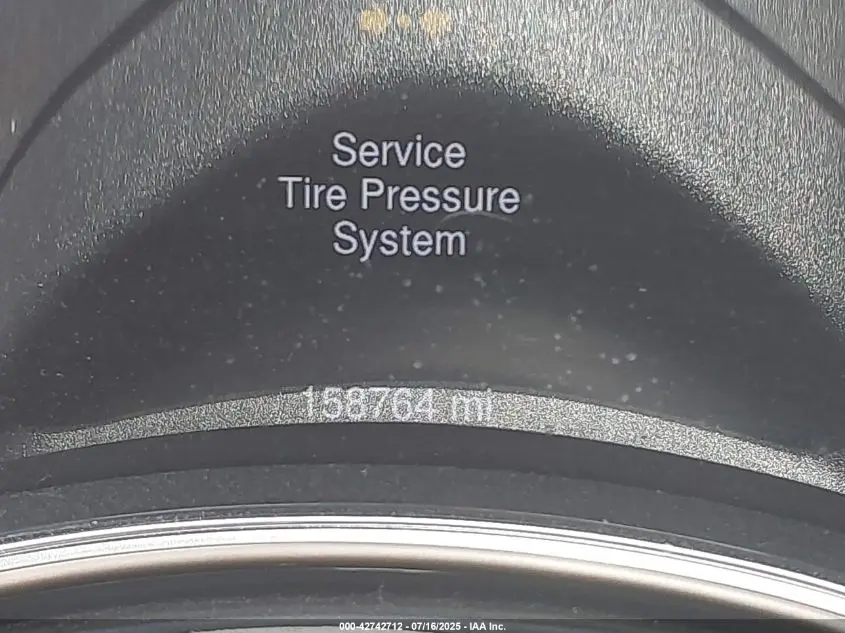 Service
Tire Pressure
System
158764 mi
000-42742712 - 07/16/2025 - IAA Inc.